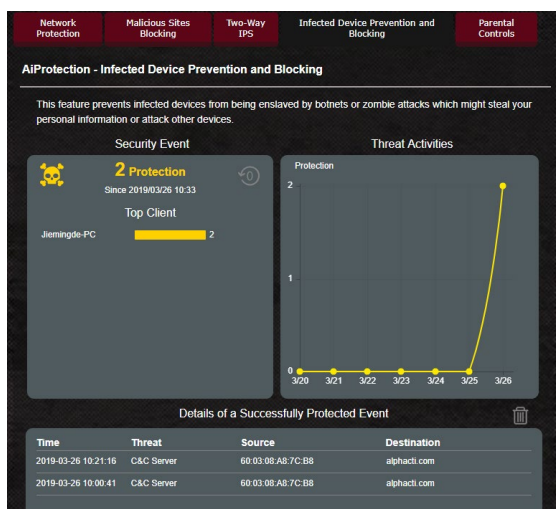 Network Protection
Malicious Sites Blocking
Two-Way IPS
Infected Device Prevention and Blocking
Parental Controls
AiProtection - Infected Device Prevention and Blocking
This feature prevents infected devices from being enslaved by botnets or zombie attacks which might steal your
personal information or attack other devices.
Security Event
2 Protection
0
Since 2019/03/26 10:33
Top Client
Jiemingde-PC 2
Threat Activities
Protection
2
1
0
3/20 3/21 3/22 3/23 3/24 3/25 3/26
Details of a Successfully Protected Event
Time Threat Source Destination
2019-03-26 10:21:16 C&C Server 60:03:08:A8:7C:B8 alphacti.com
2019-03-26 10:00:41 C&C Server 60:03:08:A8:7C:B8 alphacti.com